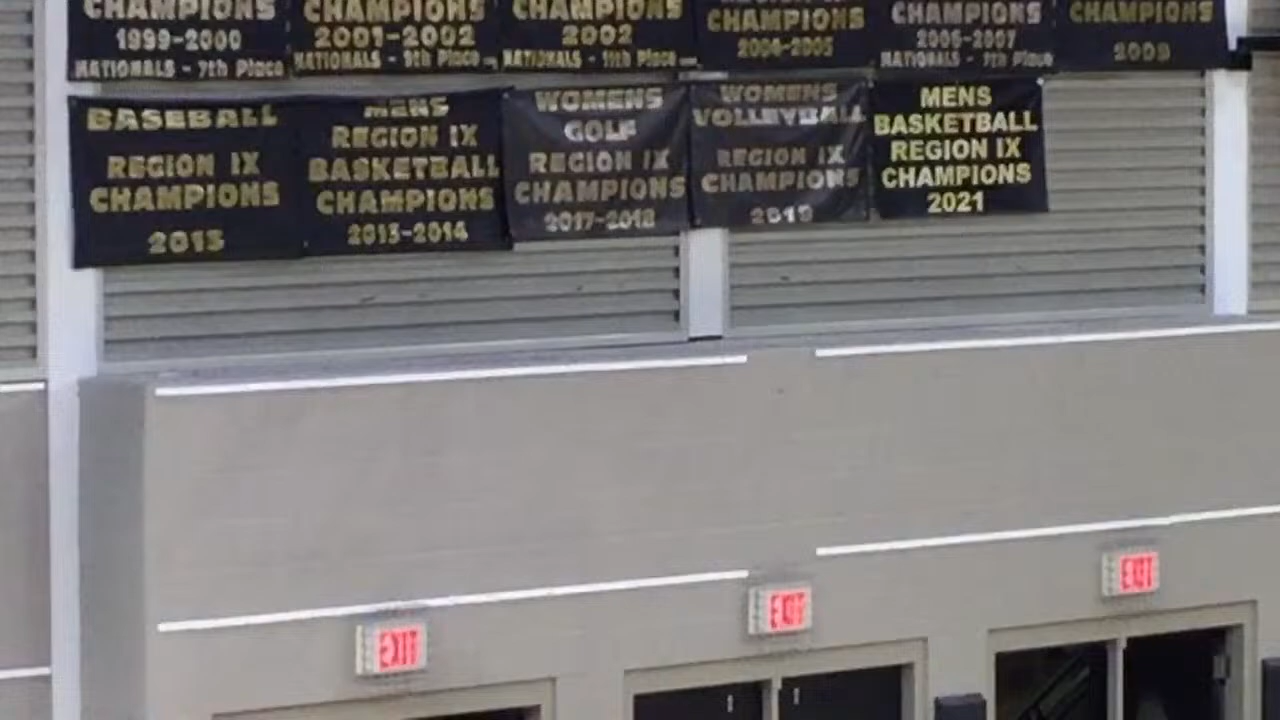 CHAMPIONS
1999-2000
NATIONALS - 7th Place
CHAMPIONS
2001-2002
NATIONALS - 9th Place
CHAMPIONS
2002
NATIONALS - 11th Place
CHAMPIONS
2004-2005
CHAMPIONS
2006-2007
NATIONALS - 7th Place
CHAMPIONS
2009
BASEBALL
REGION IX
CHAMPIONS
2015
MENS
REGION IX
BASKETBALL
CHAMPIONS
2013-2014
WOMENS
GOLF
REGION IX
CHAMPIONS
2017-2018
WOMENS
VOLLEYBALL
REGION IX
CHAMPIONS
2019
MENS
BASKETBALL
REGION IX
CHAMPIONS
2021
EXIT
EXIT
EXIT